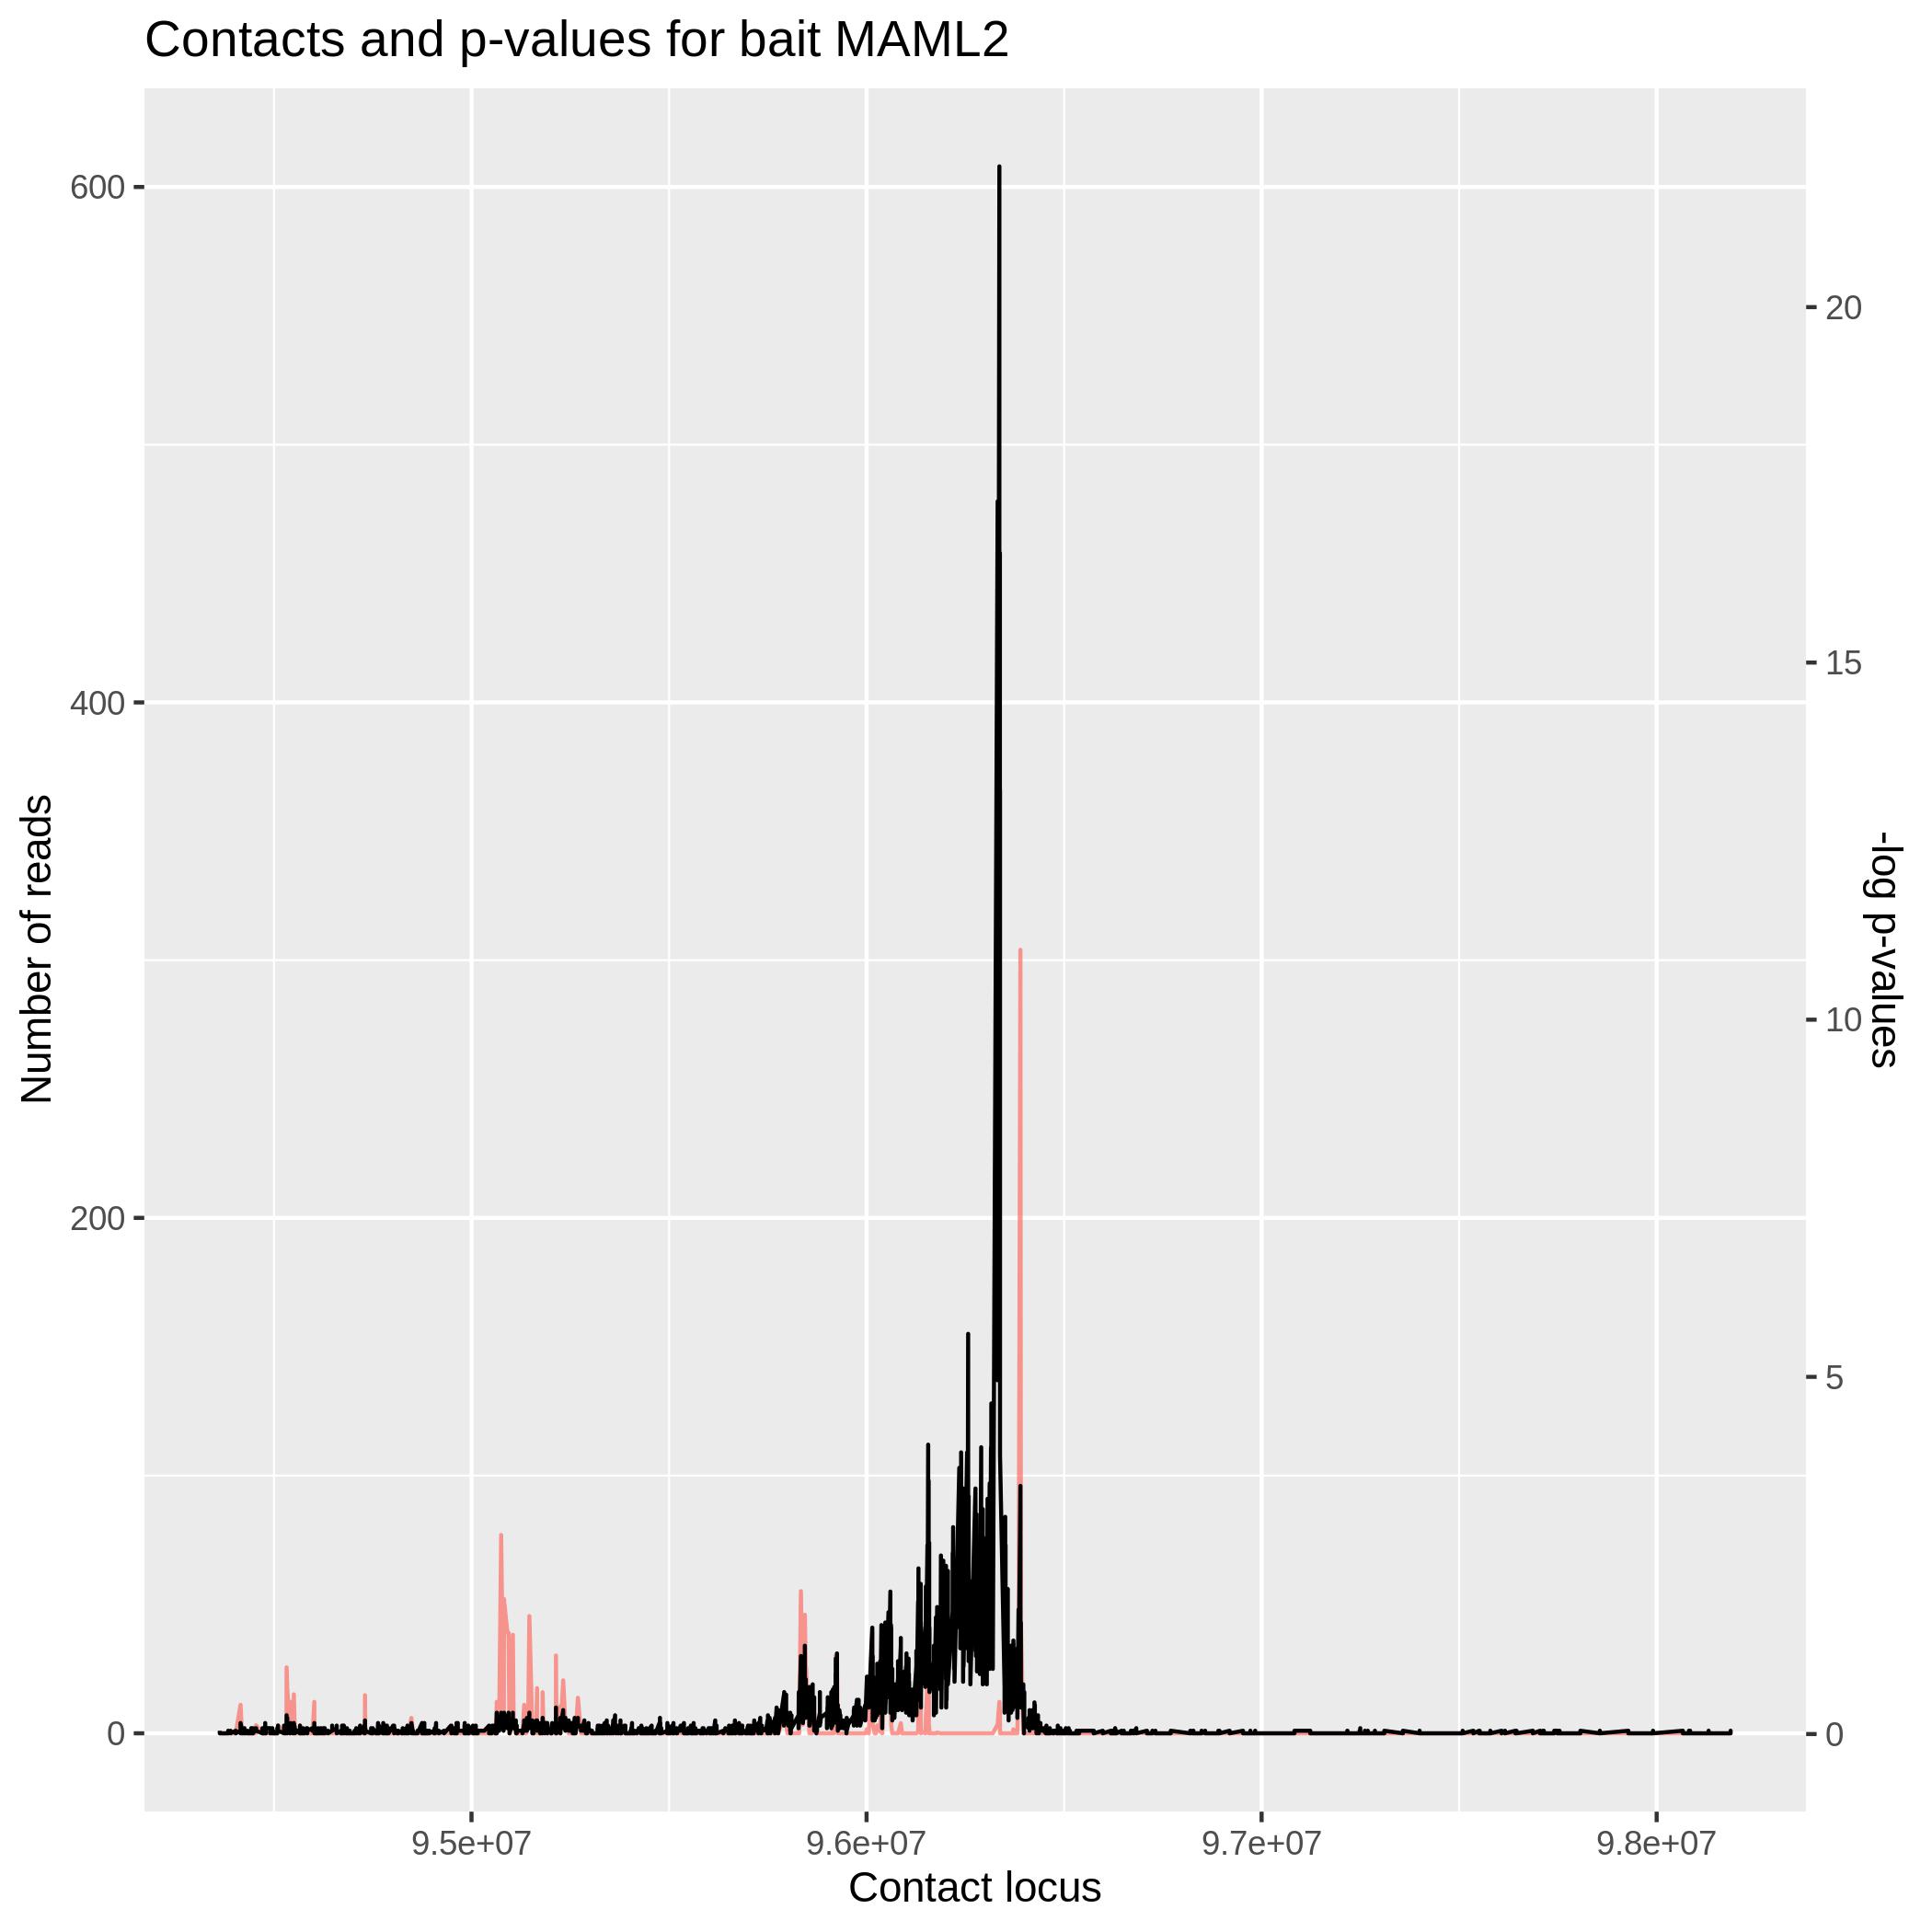 Contacts and p-values for bait MAML2
600
400
200
0
Number of reads
20
15
10
5
0
-log p-values
9.5e+07
9.6e+07
9.7e+07
9.8e+07
Contact locus